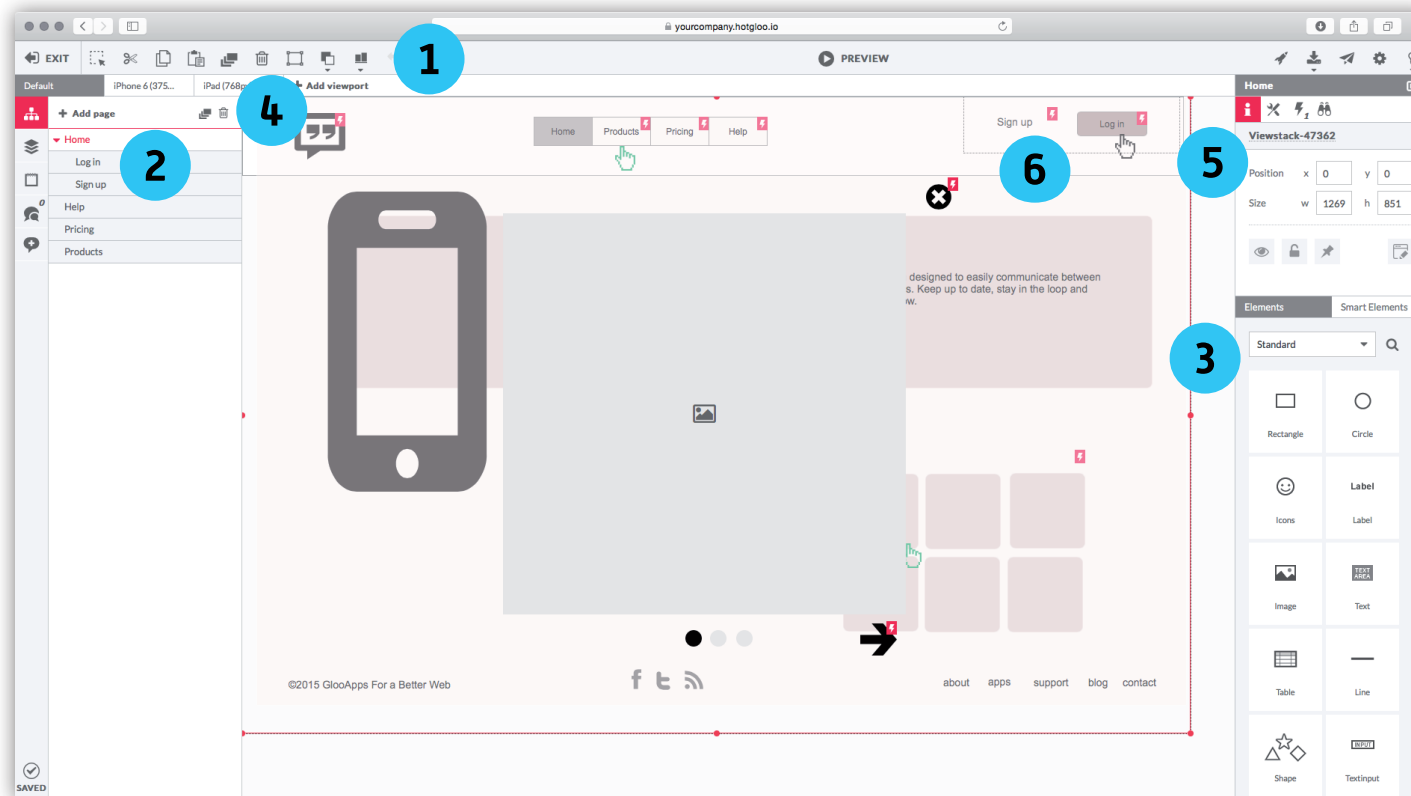 yourcompany.hotgloo.io
EXIT
1
PREVIEW
Default
iPhone 6 (375...
iPad (768p
Add viewport
Home
+ Add page
4
Home
Log in
Sign up
2
Help
Pricing
Products
0
SAVED
Home
Products
Pricing
Help
Sign up
Log in
6
5
designed to easily communicate between
s. Keep up to date, stay in the loop and
w.
©2015 GlooApps For a Better Web
about
apps
support
blog
contact
1
Viewstack-47362
Position x 0 y 0
Size w 1269 h 851
Elements
Smart Elements
3
Standard
Rectangle
Circle
Icons
Label
Label
Image
TEXT AREA
Text
Table
Line
Shape
INPUT
Textinput